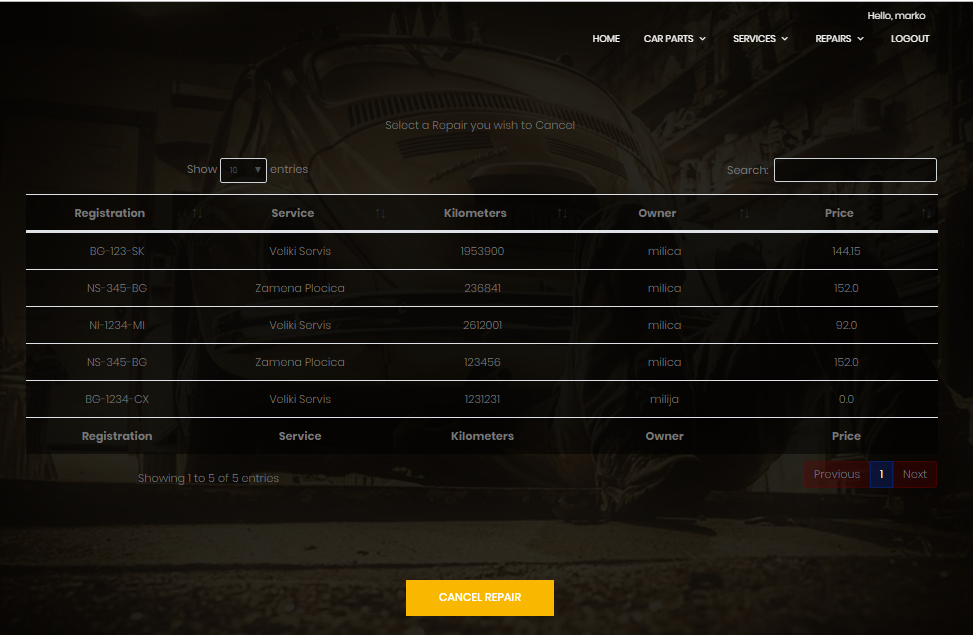 Hello, marko
HOME CAR PARTS SERVICES REPAIRS LOGOUT
Select a Repair you wish to Cancel
Show 10 entries Search:
Registration Service Kilometers Owner Price
BG-123-SK Veliki Servis 1953900 milica 144.15
NS-345-BG Zamena Plocica 236841 milica 152.0
NI-1234-MI Veliki Servis 2612001 milica 92.0
NS-345-BG Zamena Plocica 123456 milica 152.0
BG-1234-CX Veliki Servis 1231231 milija 0.0
Registration Service Kilometers Owner Price
Showing 1 to 5 of 5 entries Previous 1 Next
CANCEL REPAIR